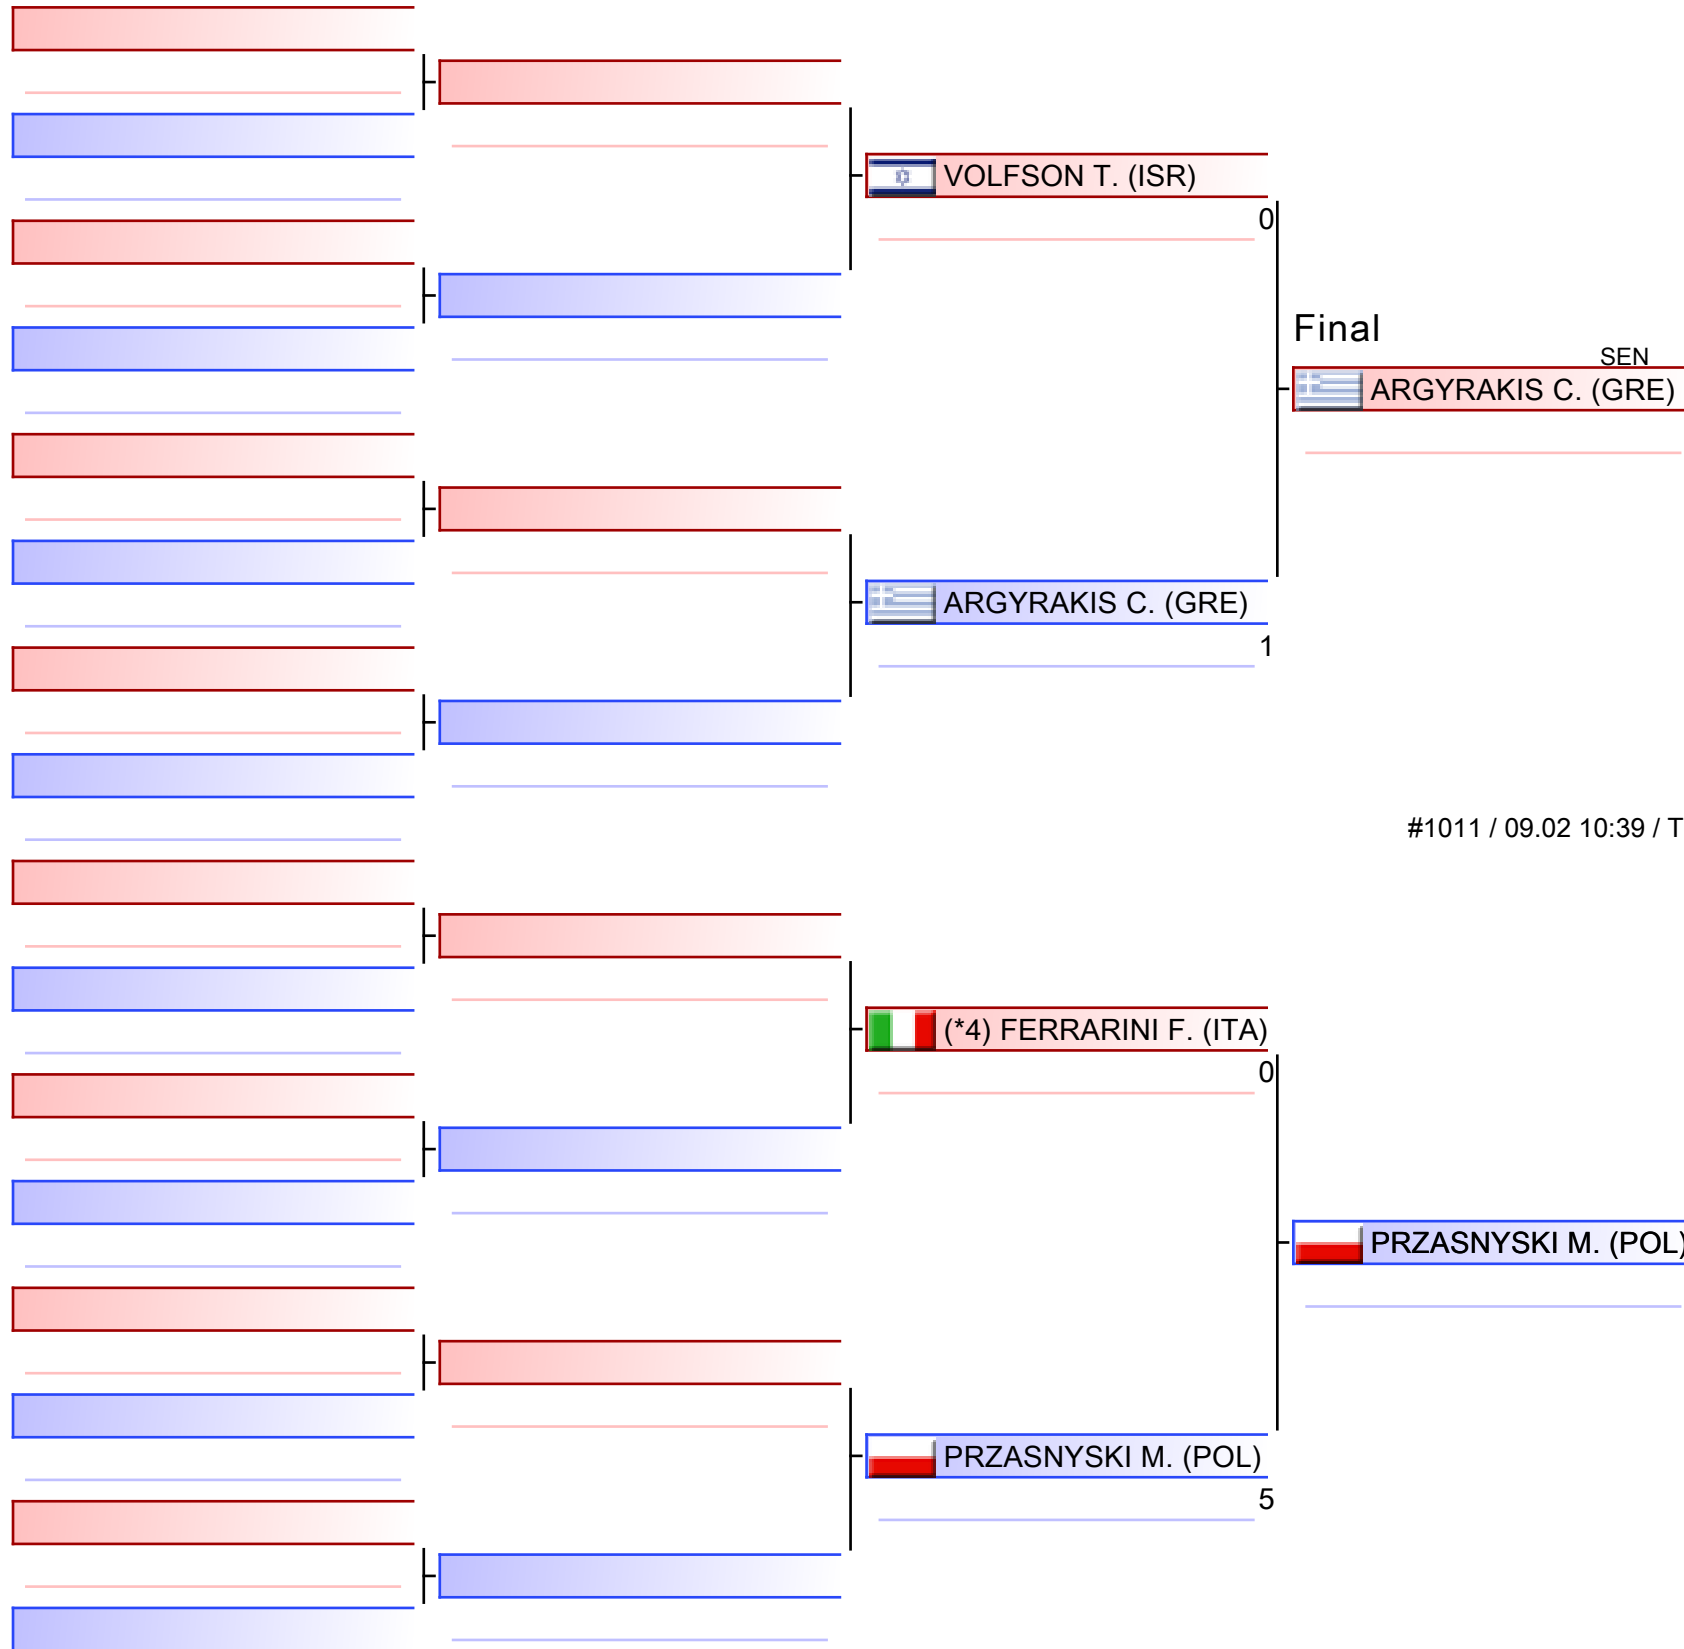 VOLFSON T. (ISR)
0
Final
SEN
ARGYRAKIS C. (GRE)
ARGYRAKIS C. (GRE)
1
#1011 / 09.02 10:39 / T
(*4) FERRARINI F. (ITA)
0
PRZASNYSKI M. (POL)
PRZASNYSKI M. (POL)
5